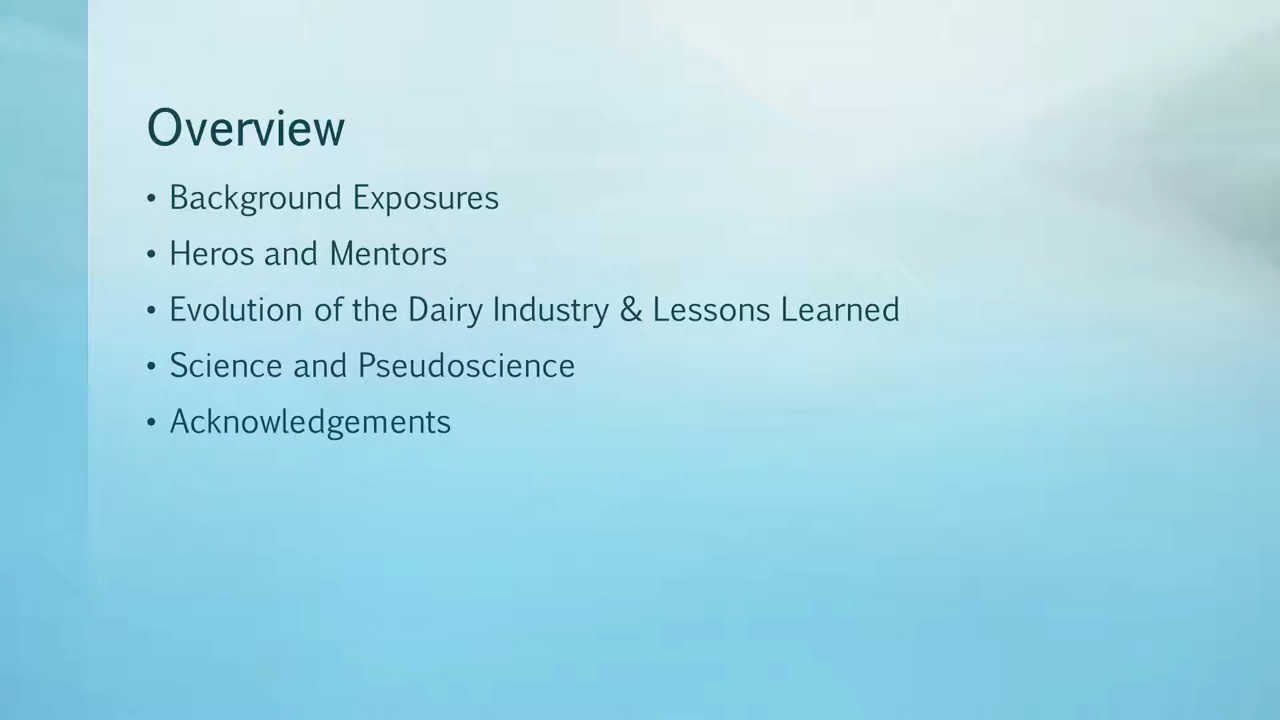 Overview
• Background Exposures
• Heros and Mentors
• Evolution of the Dairy Industry & Lessons Learned
• Science and Pseudoscience
• Acknowledgements